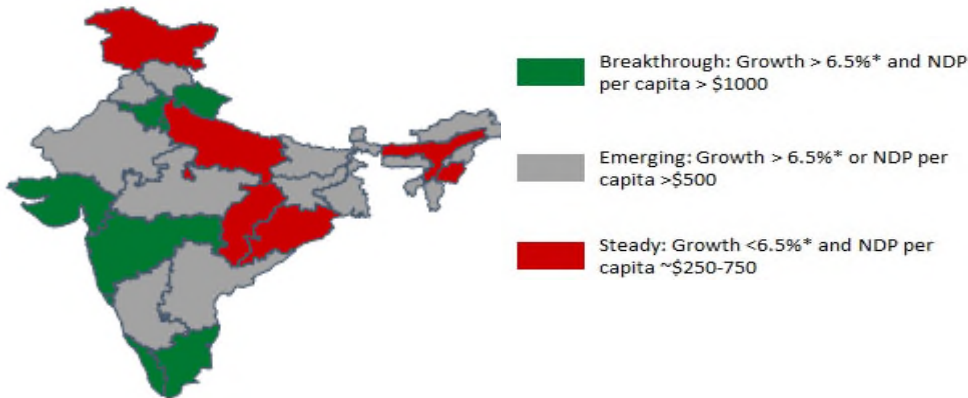 Breakthrough: Growth > 6.5%* and NDP
per capita > $1000
Emerging: Growth > 6.5%* or NDP per
capita >$500
Steady: Growth <6.5%* and NDP per
capita ~$250-750